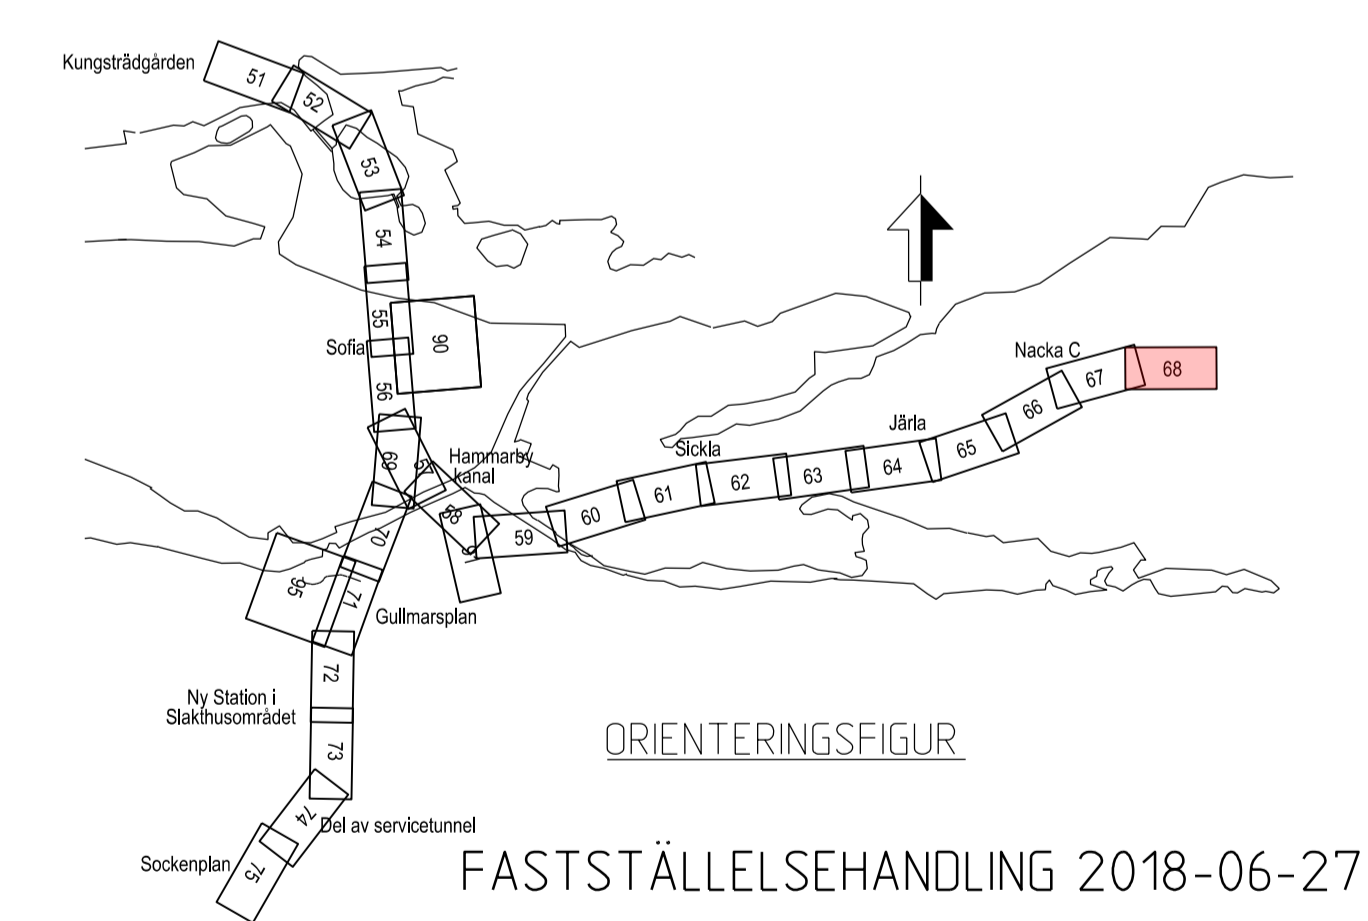 Kungsträdgården
51
52
53
54
55
Sofia
90
56
69
57
Hammarby
kanal
58
59
60
61
Sickla
62
63
64
Järla
65
66
Nacka C
67
68
70
95
71
Gullmarsplan
72
Ny Station i
Slakthusområdet
73
74
Del av servicetunnel
Sockenplan
75
ORIENTERINGSFIGUR
FASTSTÄLLELSEHANDLING 2018-06-27